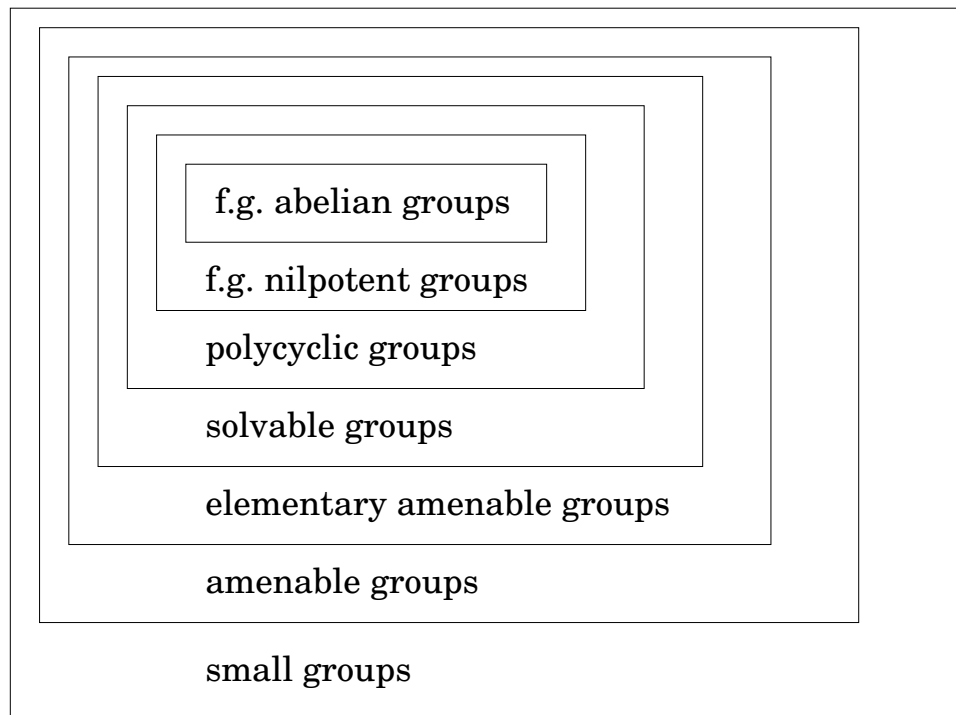 f.g. abelian groups
f.g. nilpotent groups
polycyclic groups
solvable groups
elementary amenable groups
amenable groups
small groups